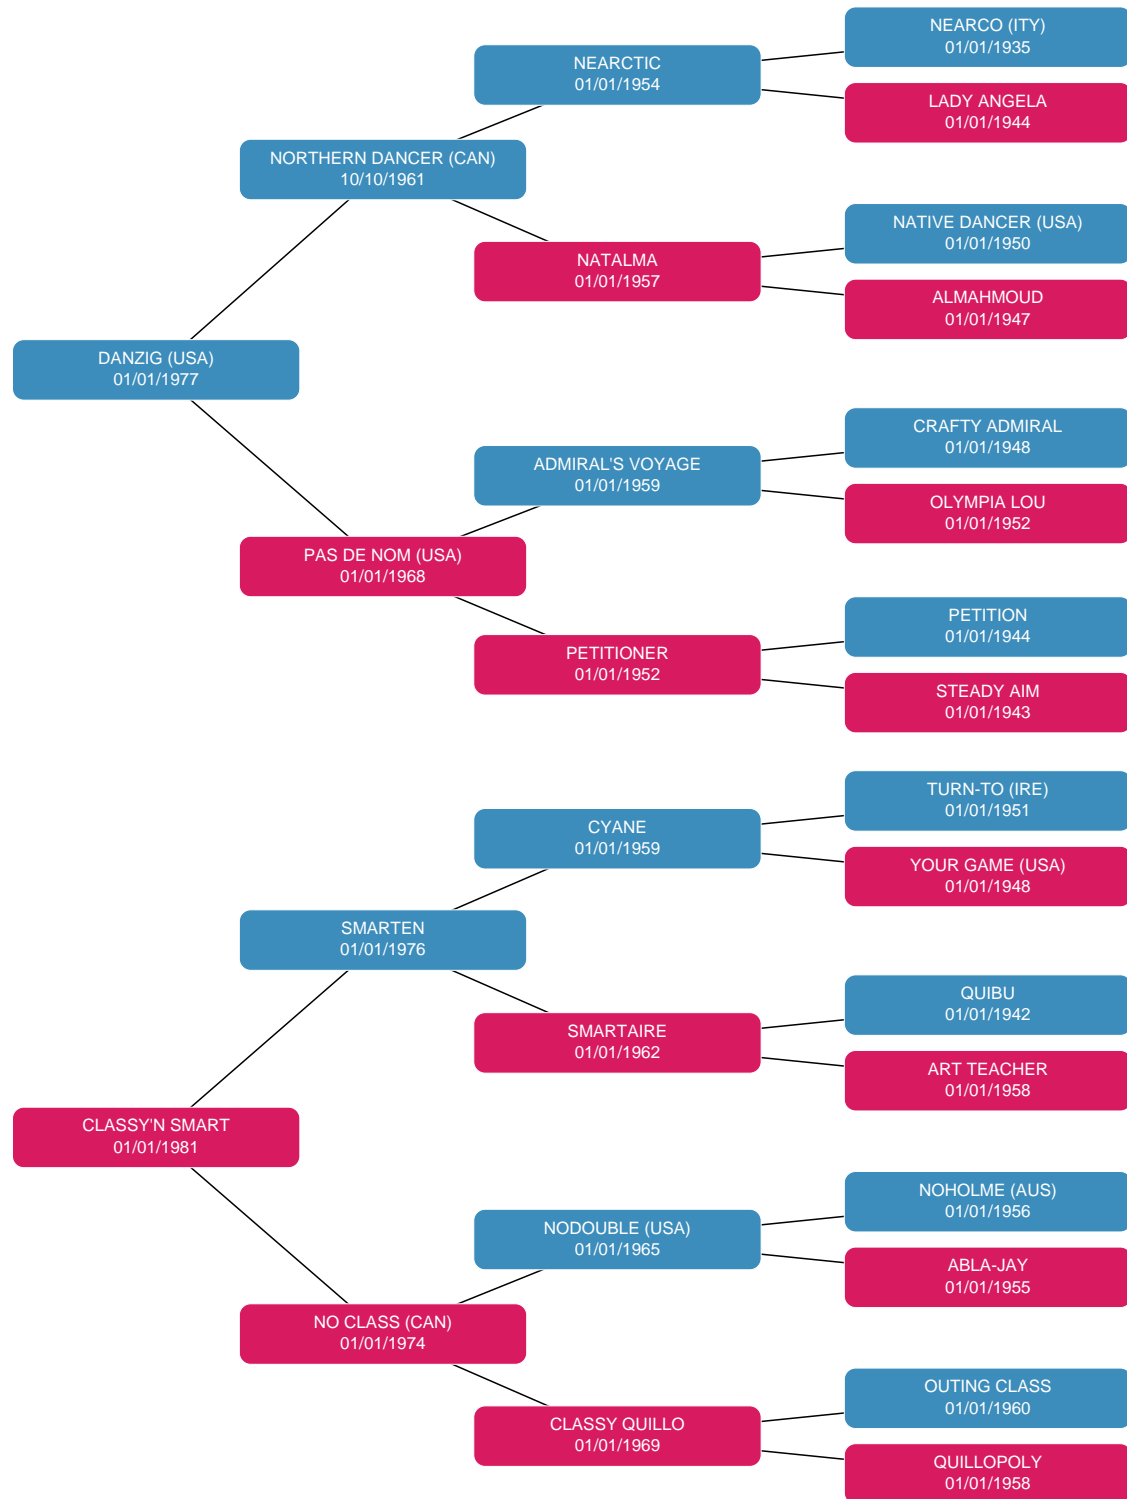 NEARCO (ITY)
01/01/1935
NEARCTIC
01/01/1954
LADY ANGELA
01/01/1944
NORTHERN DANCER (CAN)
10/10/1961
NATIVE DANCER (USA)
01/01/1950
NATALMA
01/01/1957
ALMAHMOUD
01/01/1947
DANZIG (USA)
01/01/1977
CRAFTY ADMIRAL
01/01/1948
ADMIRAL'S VOYAGE
01/01/1959
OLYMPIA LOU
01/01/1952
PAS DE NOM (USA)
01/01/1968
PETITION
01/01/1944
PETITIONER
01/01/1952
STEADY AIM
01/01/1943
TURN-TO (IRE)
01/01/1951
CYANE
01/01/1959
YOUR GAME (USA)
01/01/1948
SMARTEN
01/01/1976
QUIBU
01/01/1942
SMARTAIRE
01/01/1962
ART TEACHER
01/01/1958
CLASSY'N SMART
01/01/1981
NOHOLME (AUS)
01/01/1956
NODOUBLE (USA)
01/01/1965
ABLA-JAY
01/01/1955
NO CLASS (CAN)
01/01/1974
OUTING CLASS
01/01/1960
CLASSY QUILLO
01/01/1969
QUILLOPOLY
01/01/1958